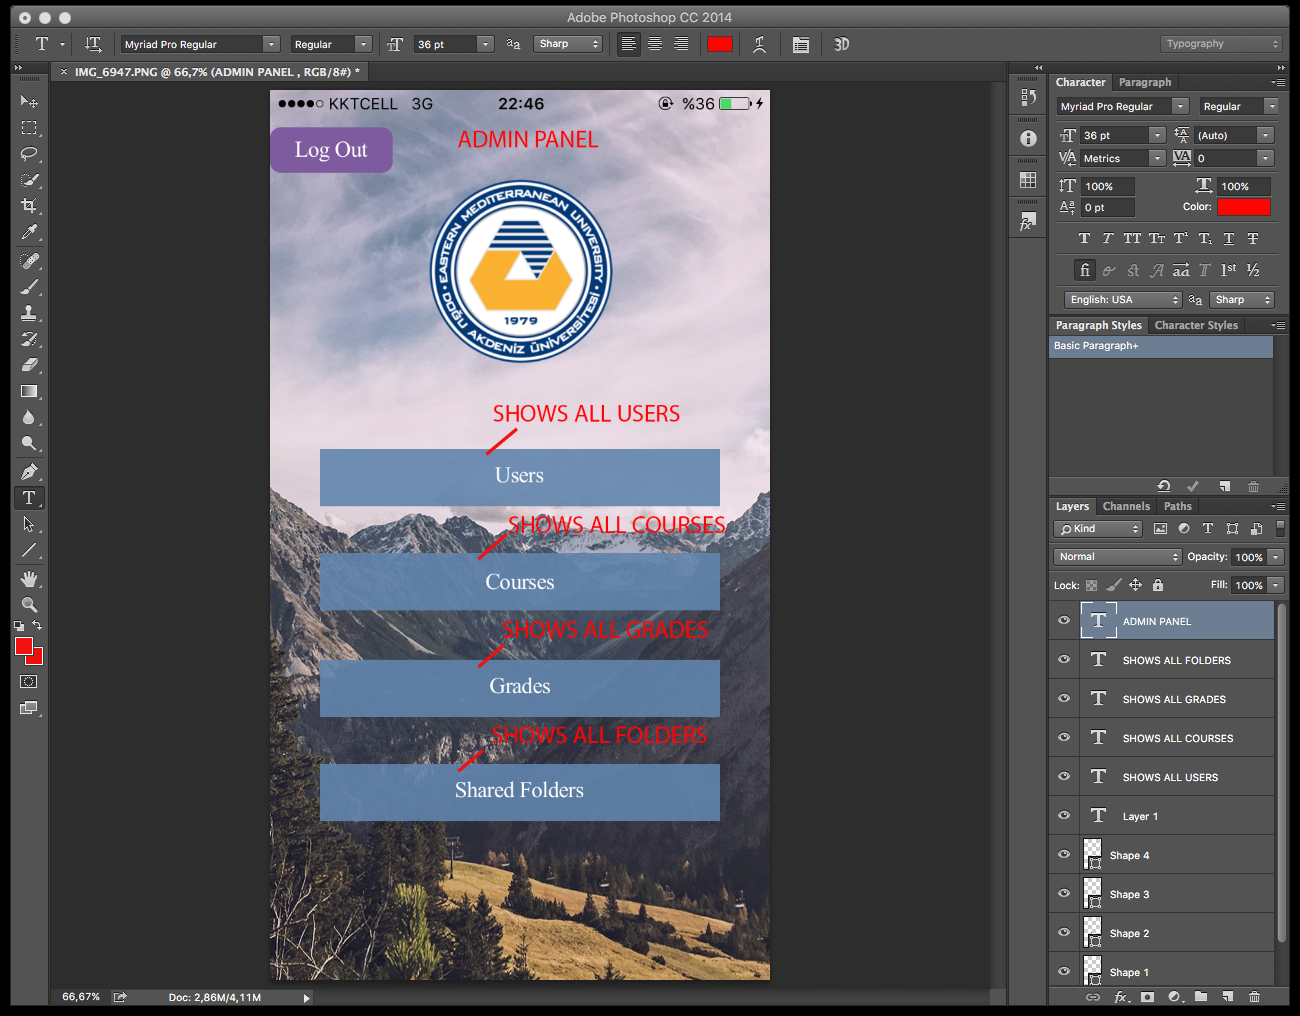 Adobe Photoshop CC 2014
T Myriad Pro Regular Regular 36 pt Sharp 3D Typography
× IMG_6947.PNG @ 66,7% (ADMIN PANEL , RGB/8#) *
KKTCELL 3G 22:46 %36
Log Out
ADMIN PANEL
EASTERN MEDITERRANEAN UNIVERSITY
1979
DOĞU AKDENİZ ÜNİVERSİTESİ
SHOWS ALL USERS
Users
SHOWS ALL COURSES
Courses
SHOWS ALL GRADES
Grades
SHOWS ALL FOLDERS
Shared Folders
66,67% Doc: 2,86M/4,11M
Character Paragraph
Myriad Pro Regular Regular
36 pt (Auto)
Metrics 0
100% 100%
0 pt Color:
T T TT Tt T¹ T₁ T T
fi st A aa T 1st ½
English: USA aa Sharp
Paragraph Styles Character Styles
Basic Paragraph+
Layers Channels Paths
Kind
Normal Opacity: 100%
Lock: Fill: 100%
T ADMIN PANEL
T SHOWS ALL FOLDERS
T SHOWS ALL GRADES
T SHOWS ALL COURSES
T SHOWS ALL USERS
T Layer 1
Shape 4
Shape 3
Shape 2
Shape 1
fx